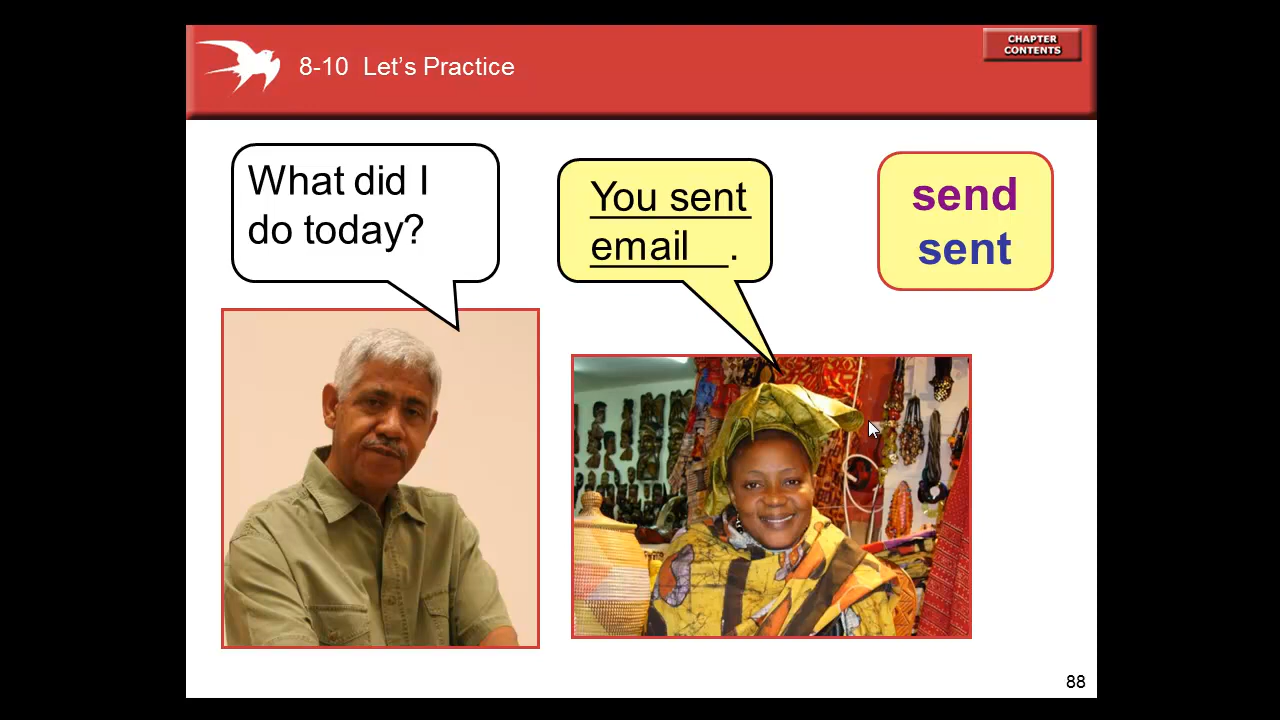 8-10 Let's Practice
CHAPTER
CONTENTS
What did I
do today?
You sent
email.
send
sent
88